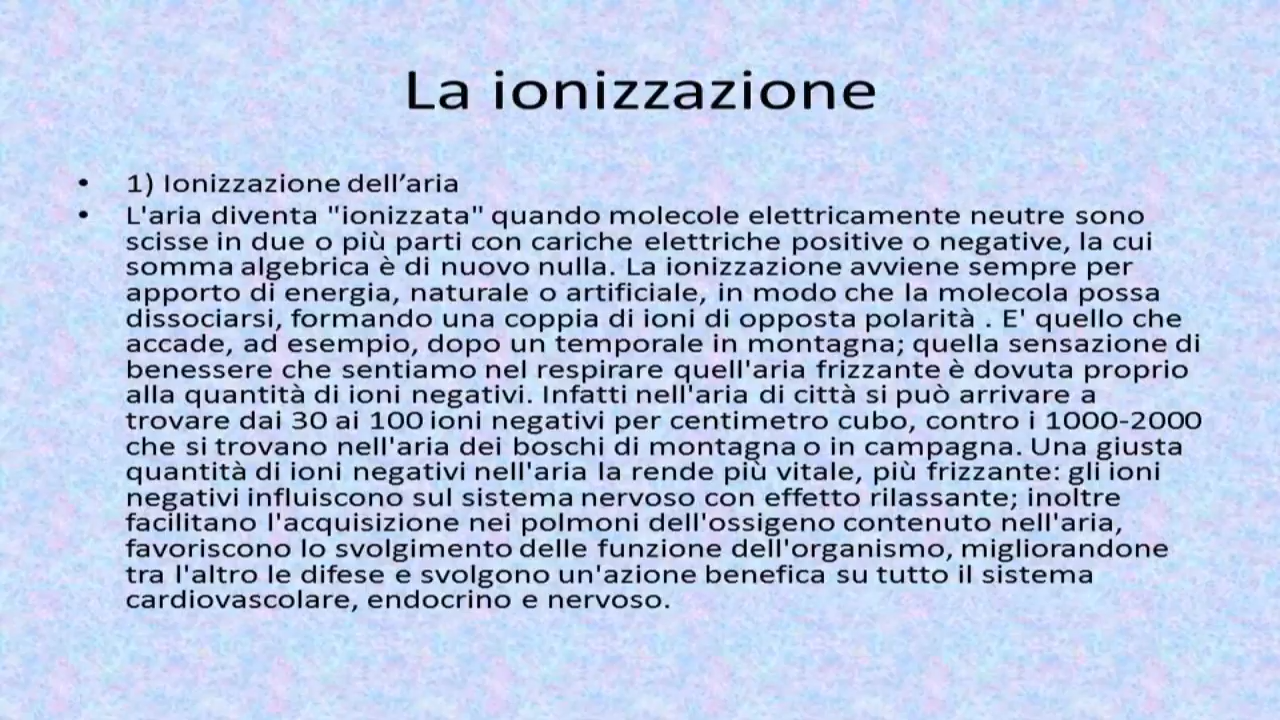 La ionizzazione
• 1) Ionizzazione dell’aria
• L'aria diventa "ionizzata" quando molecole elettricamente neutre sono
scisse in due o più parti con cariche elettriche positive o negative, la cui
somma algebrica è di nuovo nulla. La ionizzazione avviene sempre per
apporto di energia, naturale o artificiale, in modo che la molecola possa
dissociarsi, formando una coppia di ioni di opposta polarità . E' quello che
accade, ad esempio, dopo un temporale in montagna; quella sensazione di
benessere che sentiamo nel respirare quell'aria frizzante è dovuta proprio
alla quantità di ioni negativi. Infatti nell'aria di città si può arrivare a
trovare dai 30 ai 100 ioni negativi per centimetro cubo, contro i 1000-2000
che si trovano nell'aria dei boschi di montagna o in campagna. Una giusta
quantità di ioni negativi nell'aria la rende più vitale, più frizzante: gli ioni
negativi influiscono sul sistema nervoso con effetto rilassante; inoltre
facilitano l'acquisizione nei polmoni dell'ossigeno contenuto nell'aria,
favoriscono lo svolgimento delle funzione dell'organismo, migliorandone
tra l'altro le difese e svolgono un'azione benefica su tutto il sistema
cardiovascolare, endocrino e nervoso.